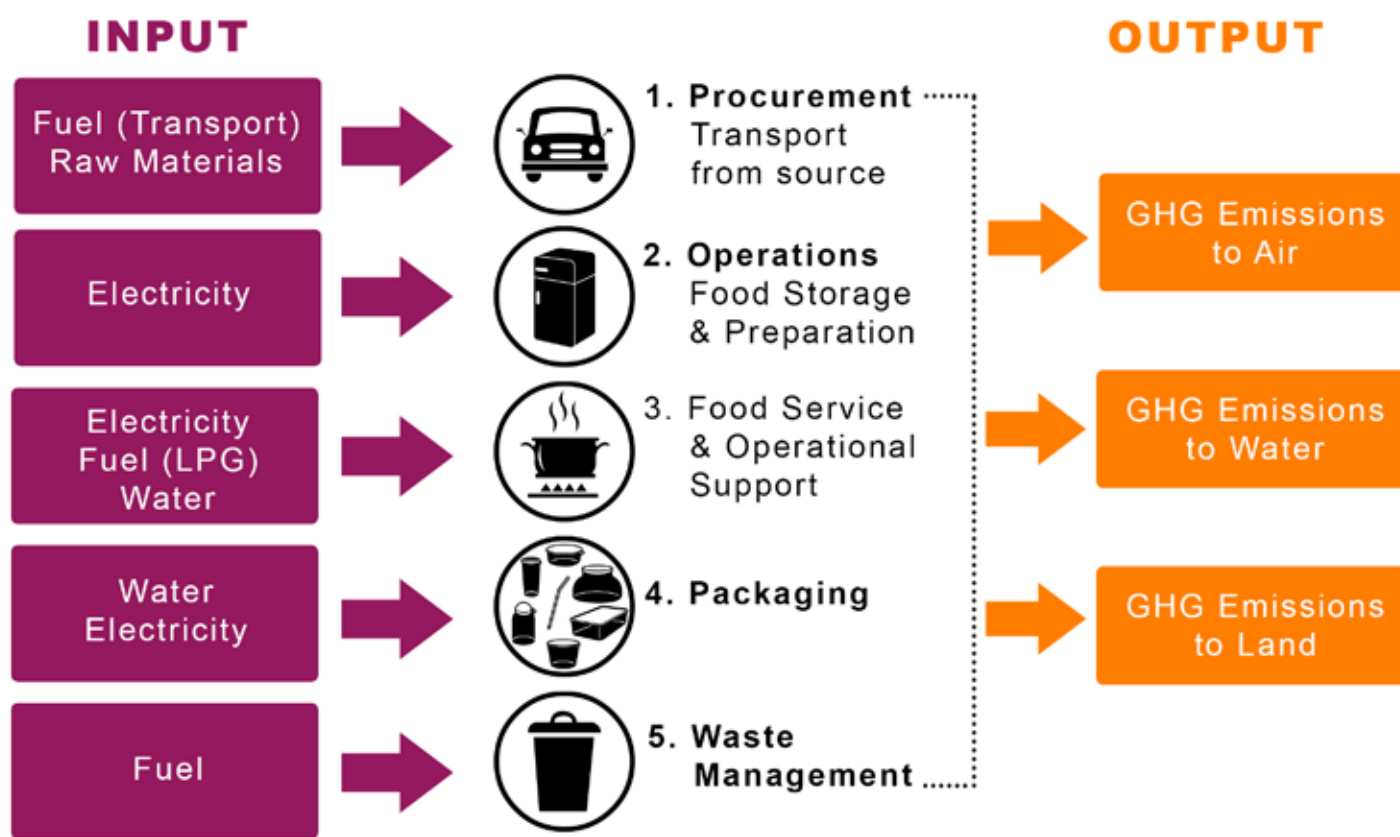 INPUT
OUTPUT
Fuel (Transport)
Raw Materials
1. Procurement
Transport
from source
Electricity
2. Operations
Food Storage
& Preparation
Electricity
Fuel (LPG)
Water
3. Food Service
& Operational
Support
Water
Electricity
4. Packaging
Fuel
5. Waste
Management
GHG Emissions
to Air
GHG Emissions
to Water
GHG Emissions
to Land